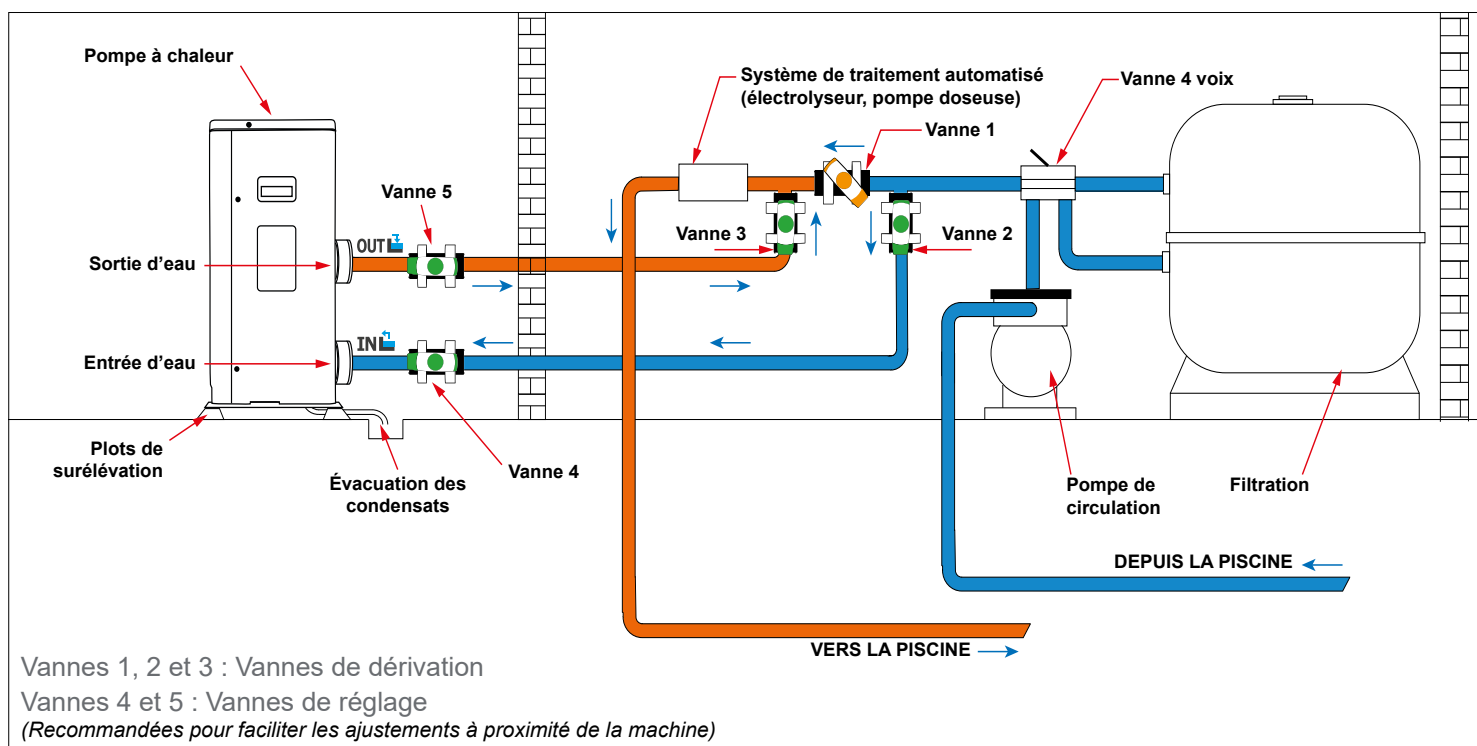 Pompe à chaleur
Système de traitement automatisé
(électrolyseur, pompe doseuse)
Vanne 4 voix
Vanne 1
Vanne 5
Vanne 3
Vanne 2
OUT
Sortie d'eau
IN
Entrée d'eau
Plots de
surélévation
Évacuation des
condensats
Vanne 4
Pompe de
circulation
Filtration
DEPUIS LA PISCINE
VERS LA PISCINE
Vannes 1, 2 et 3 : Vannes de dérivation
Vannes 4 et 5 : Vannes de réglage
(Recommandées pour faciliter les ajustements à proximité de la machine)